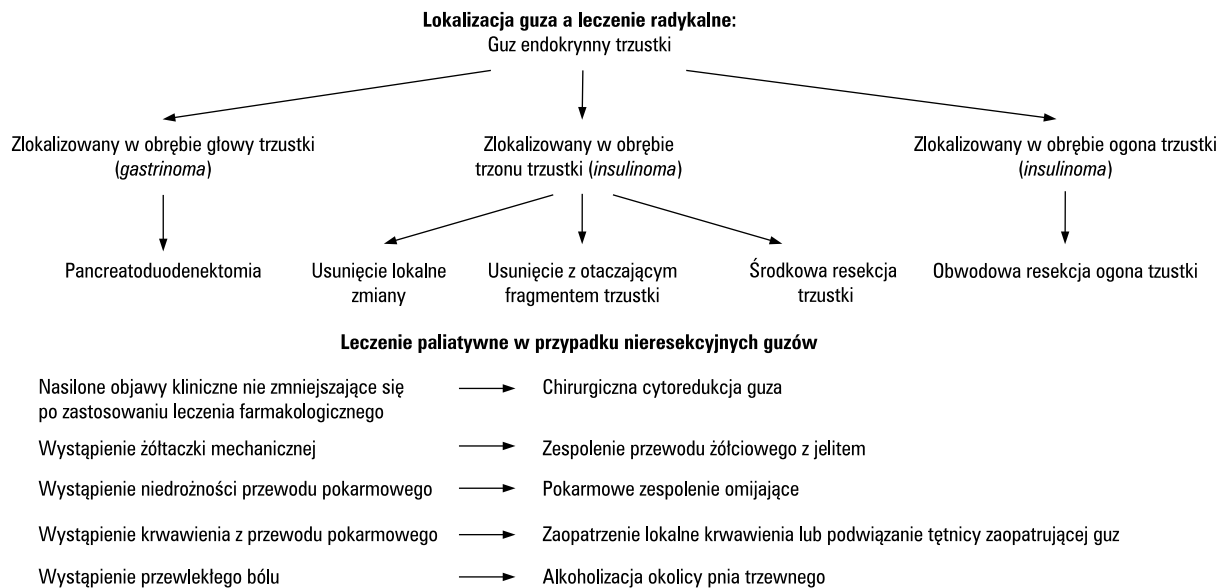 Lokalizacja guza a leczenie radykalne:
Guz endokrynny trzustki
Zlokalizowany w obrębie głowy trzustki
(gastrinoma)
Zlokalizowany w obrębie
trzonu trzustki (insulinoma)
Zlokalizowany w obrębie ogona trzustki
(insulinoma)
Pancreatoduodenektomia
Usunięcie lokalne
zmiany
Usunięcie z otaczającym
fragmentem trzustki
Środkowa resekcja
trzustki
Obwodowa resekcja ogona tzustki
Leczenie paliatywne w przypadku nieresekcyjnych guzów
Nasilone objawy kliniczne nie zmniejszające się
po zastosowaniu leczenia farmakologicznego
Chirurgiczna cytoredukcja guza
Wystąpienie żółtaczki mechanicznej
Zespolenie przewodu żółciowego z jelitem
Wystąpienie niedrożności przewodu pokarmowego
Pokarmowe zespolenie omijające
Wystąpienie krwawienia z przewodu pokarmowego
Zaopatrzenie lokalne krwawienia lub podwiązanie tętnicy zaopatrującej guz
Wystąpienie przewlekłego bólu
Alkoholizacja okolicy pnia trzewnego